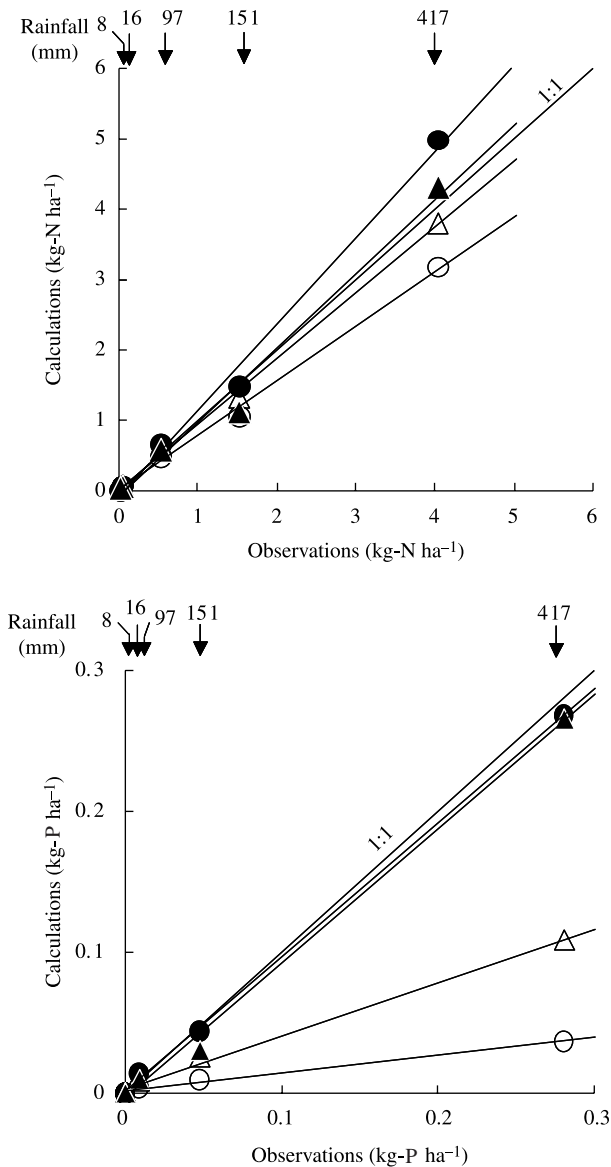 Rainfall (mm) 8 16 97 151 417
6
5
4
3
2
1
0
Calculations (kg-N ha⁻¹)
1:1
0 1 2 3 4 5 6
Observations (kg-N ha⁻¹)
Rainfall (mm) 8 16 97 151 417
0.3
0.2
0.1
0
Calculations (kg-P ha⁻¹)
1:1
0 0.1 0.2 0.3
Observations (kg-P ha⁻¹)